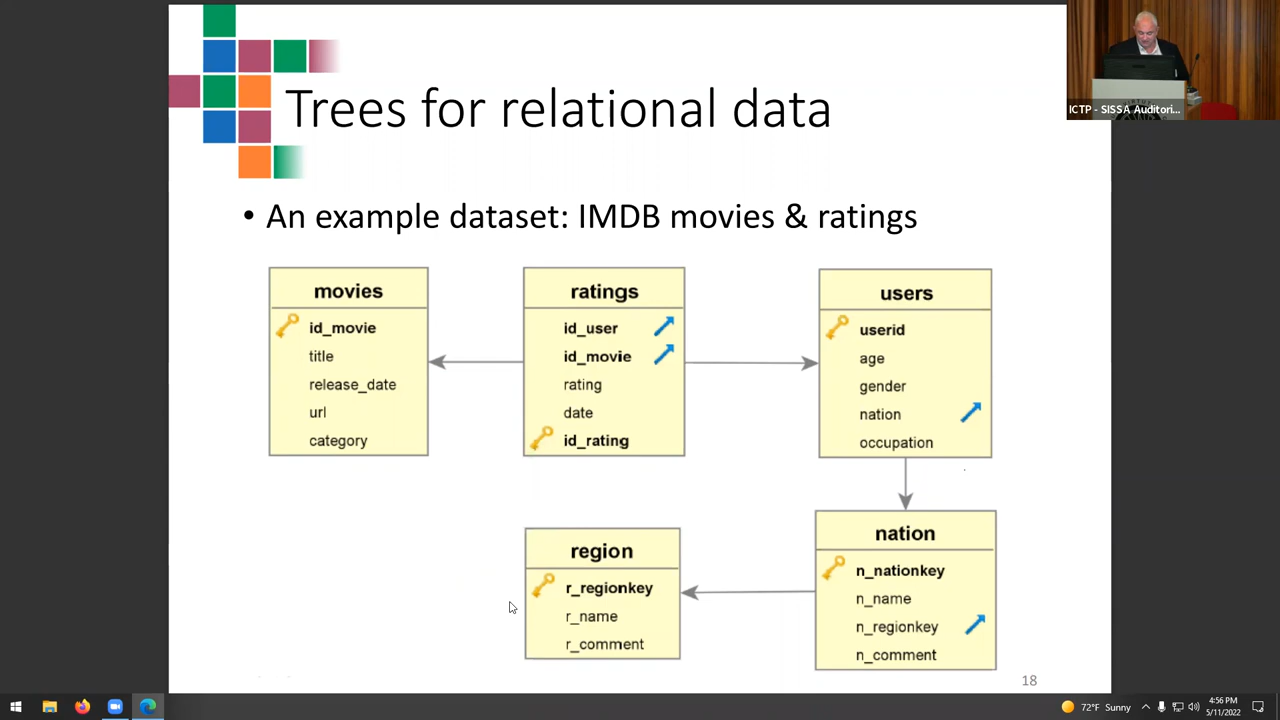 Trees for relational data
• An example dataset: IMDB movies & ratings
movies
id_movie
title
release_date
url
category
ratings
id_user
id_movie
rating
date
id_rating
users
userid
age
gender
nation
occupation
region
r_regionkey
r_name
r_comment
nation
n_nationkey
n_name
n_regionkey
n_comment
18
ICTP - SISSA Auditori...
72°F Sunny
4:56 PM
5/11/2022